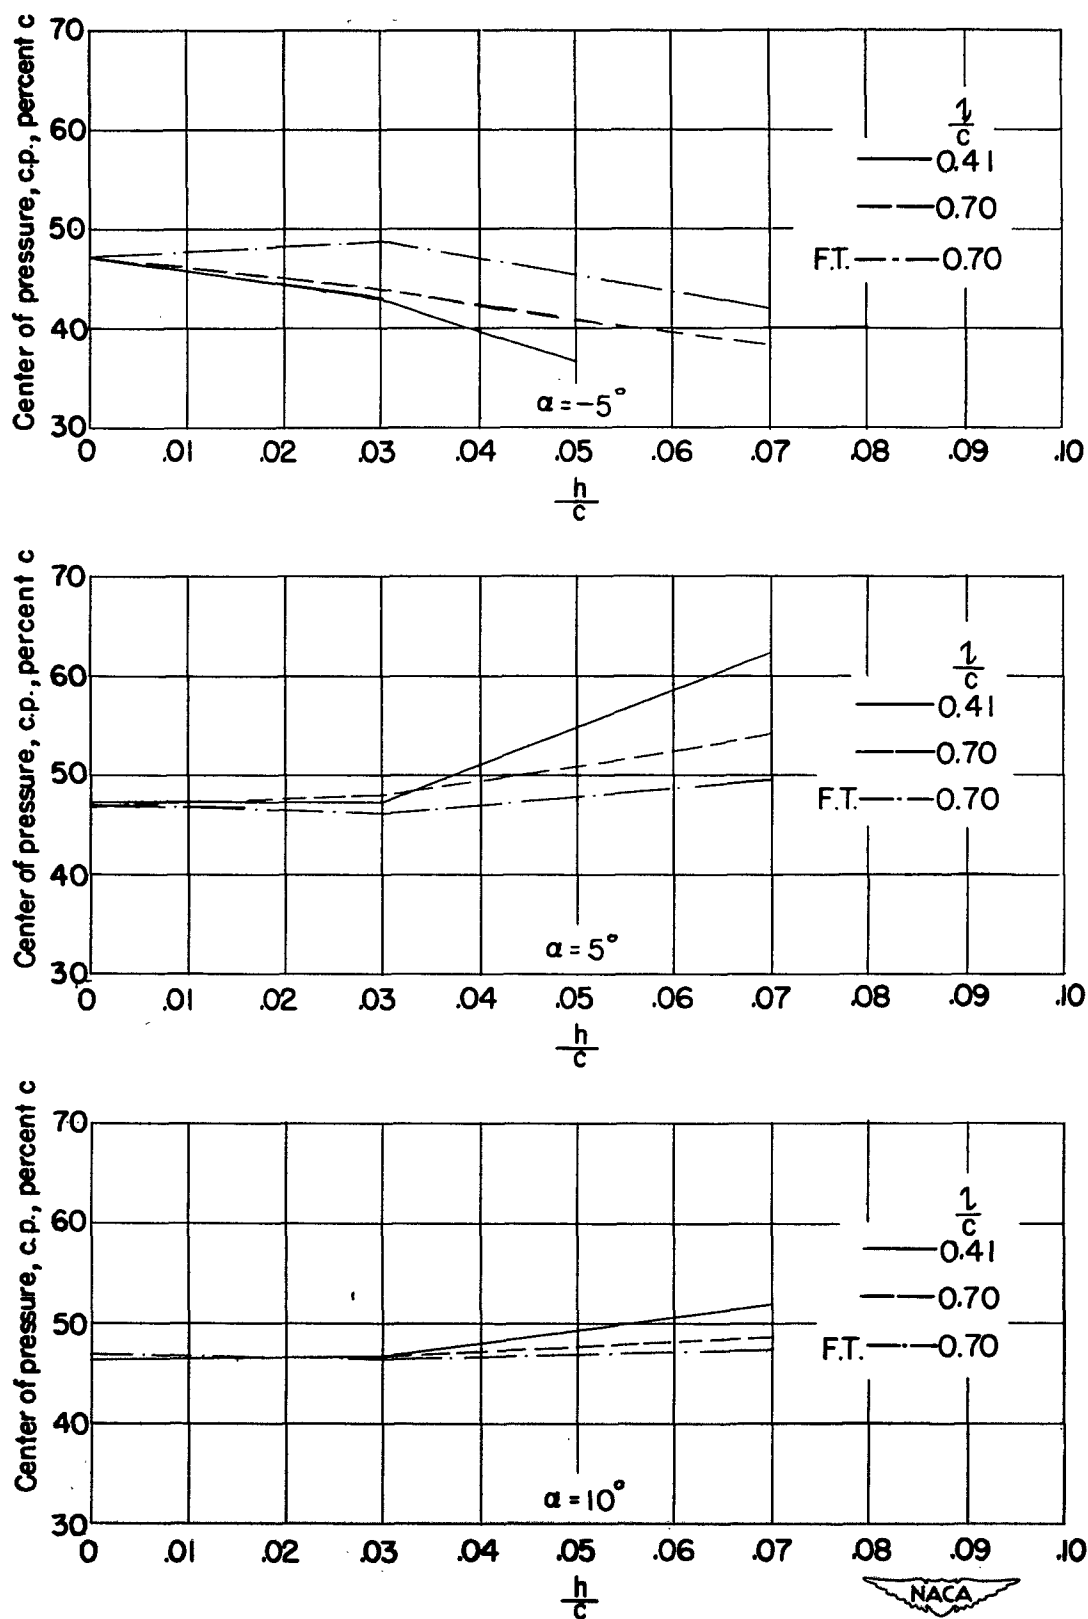 Center of pressure, c.p., percent c
70
60
50
40
30
l/c
0.41
0.70
F.T. 0.70
α = -5°
0 .01 .02 .03 .04 .05 .06 .07 .08 .09 .10
h/c
Center of pressure, c.p., percent c
70
60
50
40
30
l/c
0.41
0.70
F.T. 0.70
α = 5°
0 .01 .02 .03 .04 .05 .06 .07 .08 .09 .10
h/c
Center of pressure, c.p., percent c
70
60
50
40
30
l/c
0.41
0.70
F.T. 0.70
α = 10°
0 .01 .02 .03 .04 .05 .06 .07 .08 .09 .10
h/c
NACA